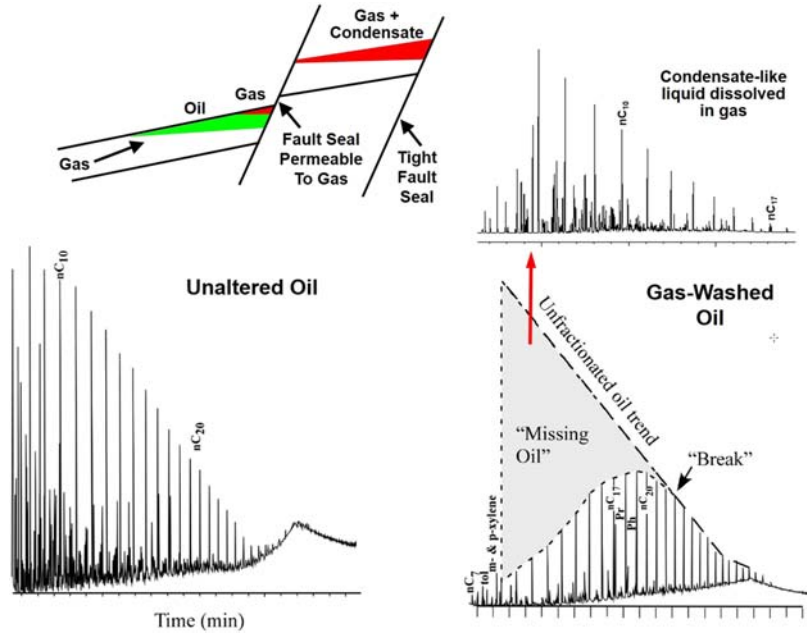 Gas +
Condensate
Oil
Gas
Gas
Fault Seal
Permeable
To Gas
Tight
Fault
Seal
Condensate-like
liquid dissolved
in gas
nC10
nC17
Unaltered Oil
nC10
nC20
Time (min)
Gas-Washed
Oil
Unfractionated oil trend
"Missing
Oil"
"Break"
nC7
tol
m- & p-xylene
nC17
Pr
Ph
nC20